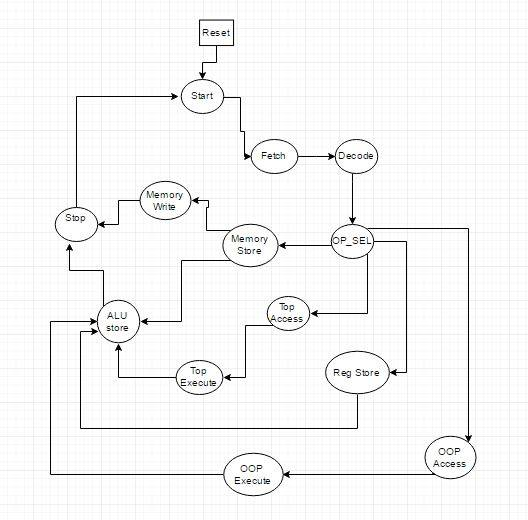 Reset
Start
Fetch
Decode
Memory
Write
Stop
Memory
Store
OP_SEL
ALU
store
Top
Access
Top
Execute
Reg Store
OOP
Access
OOP
Execute